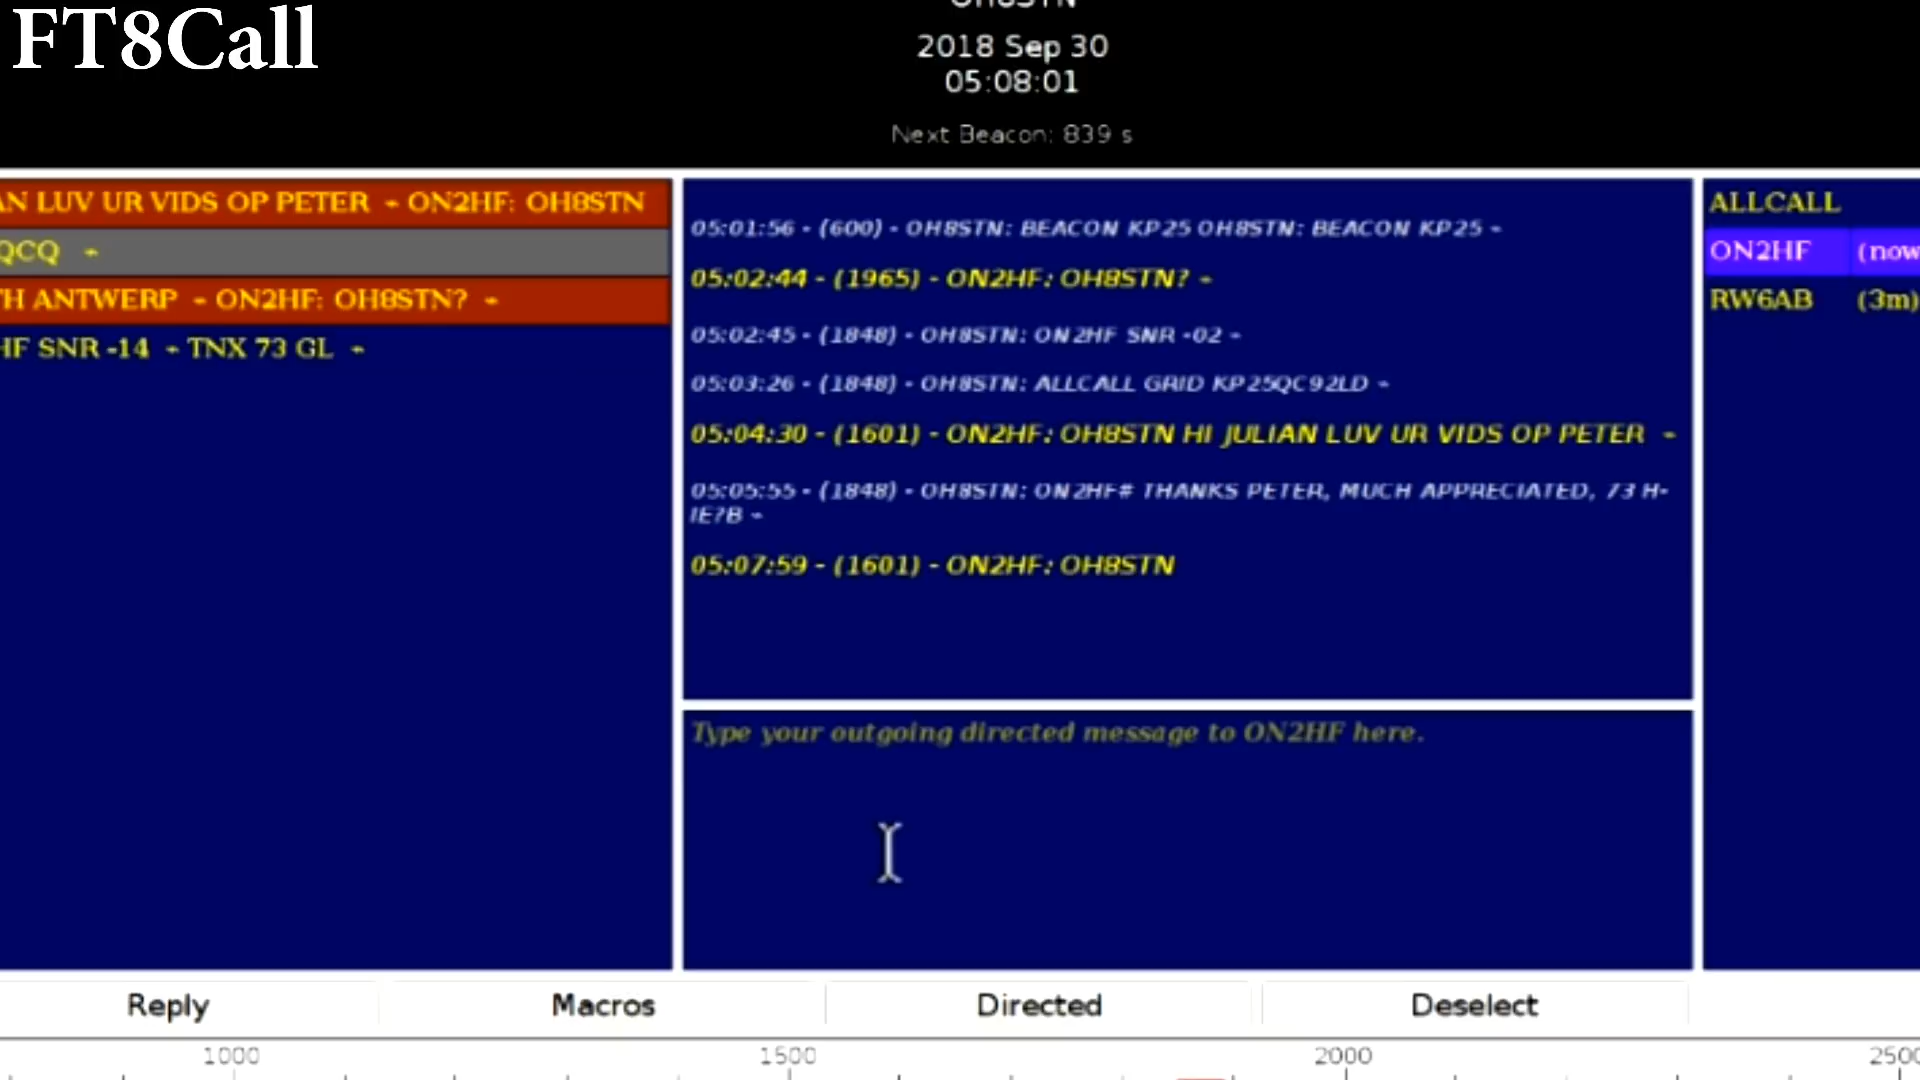 FT8Call
OH8STN
2018 Sep 30
05:08:01
Next Beacon: 839 s
AN LUV UR VIDS OP PETER - ON2HF: OH8STN
QCQ -
TH ANTWERP - ON2HF: OH8STN? -
HF SNR -14 - TNX 73 GL -
05:01:56 - (600) - OH8STN: BEACON KP25 OH8STN: BEACON KP25 -
05:02:44 - (1965) - ON2HF: OH8STN? -
05:02:45 - (1848) - OH8STN: ON2HF SNR -02 -
05:03:26 - (1848) - OH8STN: ALLCALL GRID KP25QC92LD -
05:04:30 - (1601) - ON2HF: OH8STN HI JULIAN LUV UR VIDS OP PETER -
05:05:55 - (1848) - OH8STN: ON2HF# THANKS PETER, MUCH APPRECIATED, 73 H-
IE?B -
05:07:59 - (1601) - ON2HF: OH8STN
Type your outgoing directed message to ON2HF here.
ALLCALL
ON2HF (now
RW6AB (3m)
Reply Macros Directed Deselect
1000 1500 2000 2500